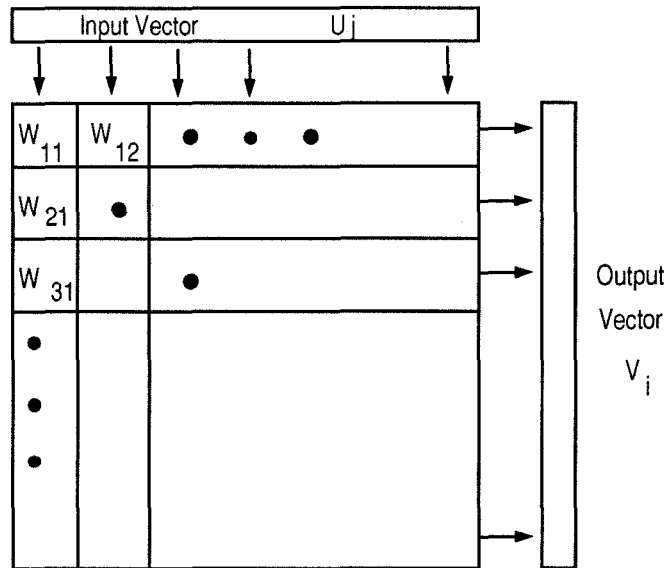 Input Vector Uj
W11 W12
W21
W31
Output
Vector
Vi